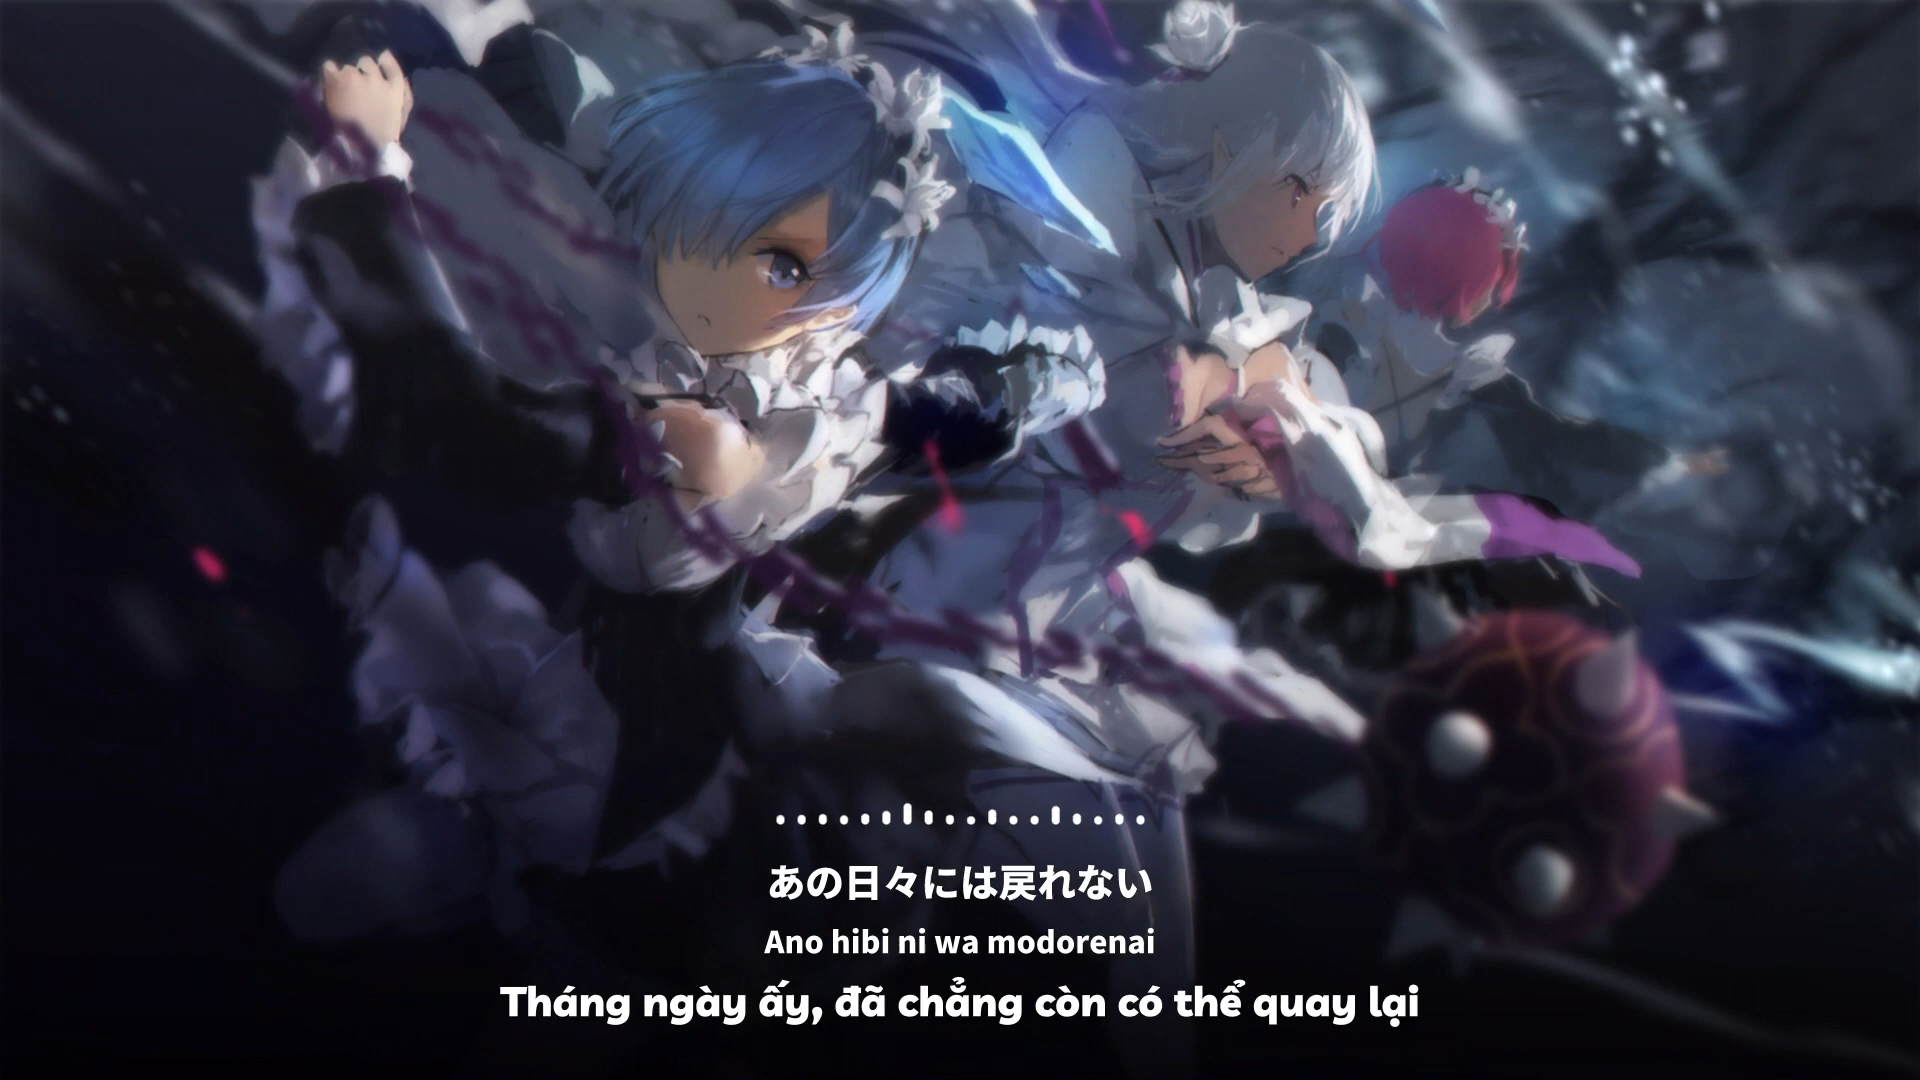 あの日々には戻れない
Ano hibi ni wa modorenai
Tháng ngày ấy, đã chẳng còn có thể quay lại